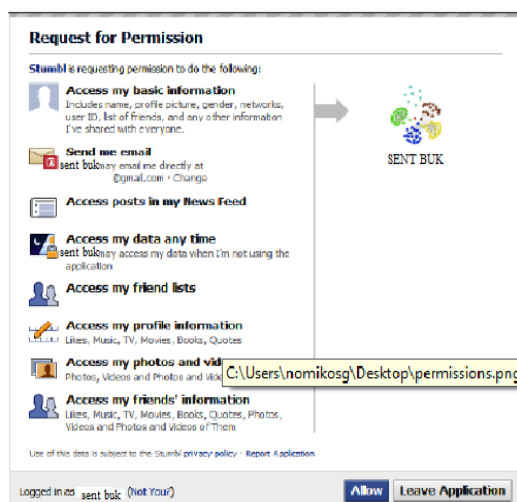 Request for Permission
Stumbl is requesting permission to do the following:
Access my basic information
Includes name, profile picture, gender, networks,
user ID, list of friends, and any other information
I've shared with everyone.
SENT BUK
Send me email
sent buk may email me directly at
@gmail.com · Change
Access posts in my News Feed
Access my data any time
sent buk may access my data when I'm not using the
application
Access my friend lists
Access my profile information
Likes, Music, TV, Movies, Books, Quotes
Access my photos and vid
Photos, Videos and Photos and Vide
C:\Users\nomikosg\Desktop\permissions.png
Access my friends' information
Likes, Music, TV, Movies, Books, Quotes, Photos,
Videos and Photos and Videos of Them
Use of this data is subject to the Stumbl privacy policy · Report Application
Logged in as sent buk (Not You?)
Allow
Leave Application